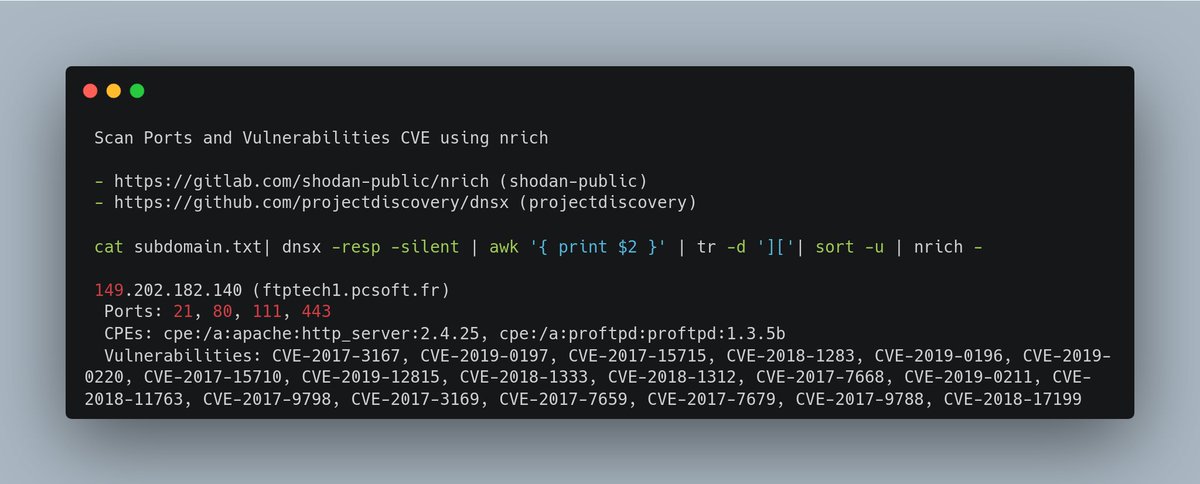 Scan Ports and Vulnerabilities CVE using nrich
- https://gitlab.com/shodan-public/nrich (shodan-public)
- https://github.com/projectdiscovery/dnsx (projectdiscovery)
cat subdomain.txt| dnsx -resp -silent | awk '{ print $2 }' | tr -d ']['| sort -u | nrich -
149.202.182.140 (ftptech1.pcsoft.fr)
Ports: 21, 80, 111, 443
CPEs: cpe:/a:apache:http_server:2.4.25, cpe:/a:proftpd:proftpd:1.3.5b
Vulnerabilities: CVE-2017-3167, CVE-2019-0197, CVE-2017-15715, CVE-2018-1283, CVE-2019-0196, CVE-2019-
0220, CVE-2017-15710, CVE-2019-12815, CVE-2018-1333, CVE-2018-1312, CVE-2017-7668, CVE-2019-0211, CVE-
2018-11763, CVE-2017-9798, CVE-2017-3169, CVE-2017-7659, CVE-2017-7679, CVE-2017-9788, CVE-2018-17199